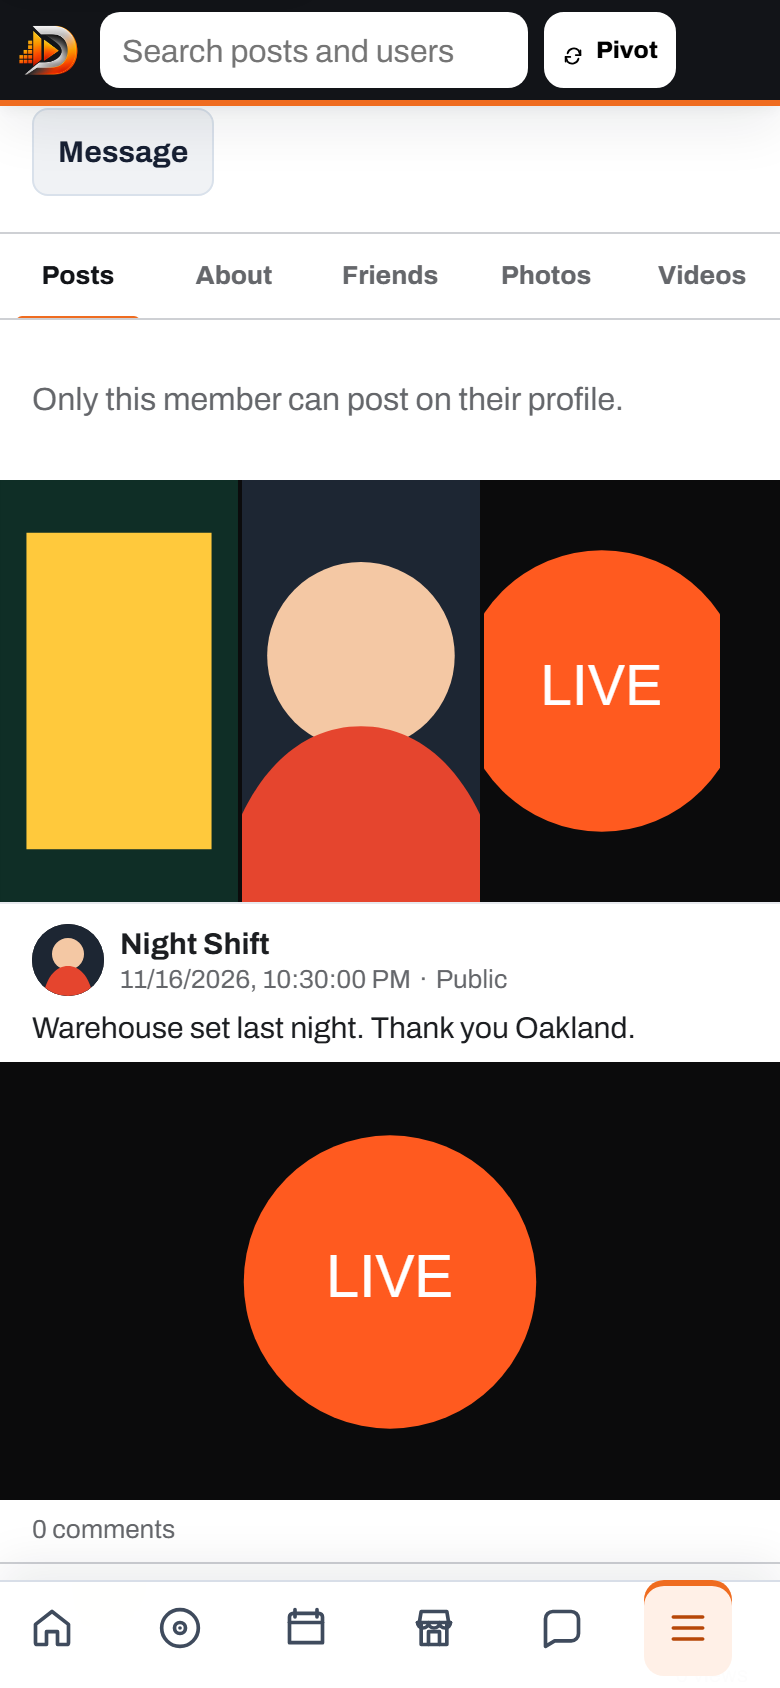 Search posts and users
Pivot
Message
Posts About Friends Photos Videos
Only this member can post on their profile.
LIVE
Night Shift
11/16/2026, 10:30:00 PM · Public
Warehouse set last night. Thank you Oakland.
LIVE
0 comments